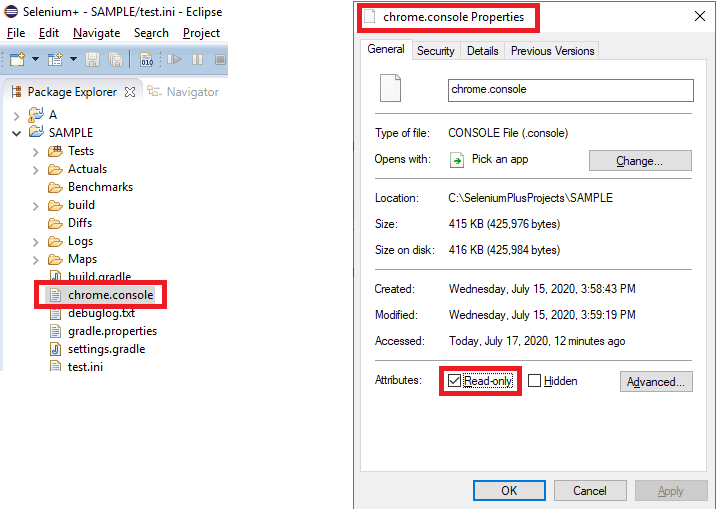 Selenium+ - SAMPLE/test.ini - Eclipse
File Edit Navigate Search Project
010
Package Explorer Navigator
A
SAMPLE
Tests
Actuals
Benchmarks
build
Diffs
Logs
Maps
build.gradle
chrome.console
debuglog.txt
gradle.properties
settings.gradle
test.ini
chrome.console Properties
General Security Details Previous Versions
chrome.console
Type of file: CONSOLE File (.console)
Opens with: Pick an app Change...
Location: C:\SeleniumPlusProjects\SAMPLE
Size: 415 KB (425,976 bytes)
Size on disk: 416 KB (425,984 bytes)
Created: Wednesday, July 15, 2020, 3:58:43 PM
Modified: Wednesday, July 15, 2020, 3:59:19 PM
Accessed: Today, July 17, 2020, 12 minutes ago
Attributes: Read-only Hidden Advanced...
OK Cancel Apply